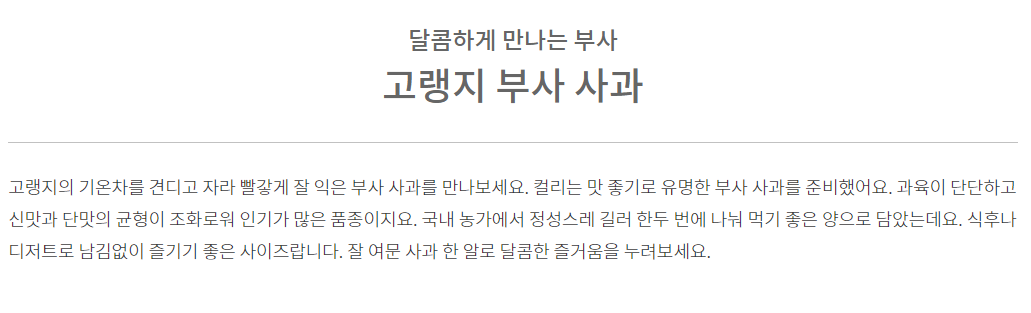 달콤하게 만나는 부사
고랭지 부사 사과
고랭지의 기온차를 견디고 자라 빨갛게 잘 익은 부사 사과를 만나보세요. 컬리는 맛 좋기로 유명한 부사 사과를 준비했어요. 과육이 단단하고
신맛과 단맛의 균형이 조화로워 인기가 많은 품종이지요. 국내 농가에서 정성스레 길러 한두 번에 나눠 먹기 좋은 양으로 담았는데요. 식후나
디저트로 남김없이 즐기기 좋은 사이즈랍니다. 잘 여문 사과 한 알로 달콤한 즐거움을 누려보세요.